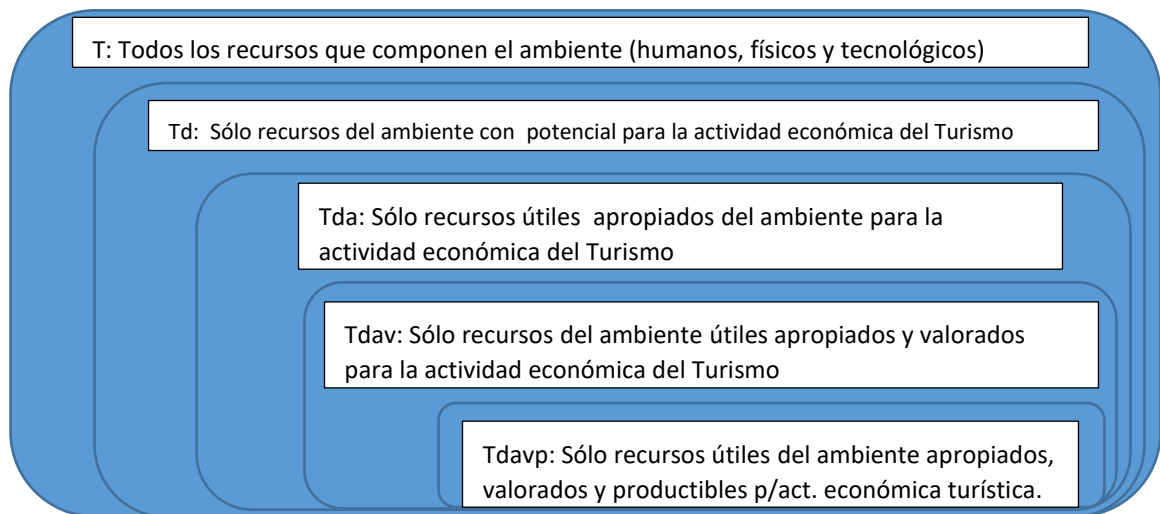 T: Todos los recursos que componen el ambiente (humanos, físicos y tecnológicos)
Td: Sólo recursos del ambiente con potencial para la actividad económica del Turismo
Tda: Sólo recursos útiles apropiados del ambiente para la
actividad económica del Turismo
Tdav: Sólo recursos del ambiente útiles apropiados y valorados
para la actividad económica del Turismo
Tdavp: Sólo recursos útiles del ambiente apropiados,
valorados y productibles p/act. económica turística.